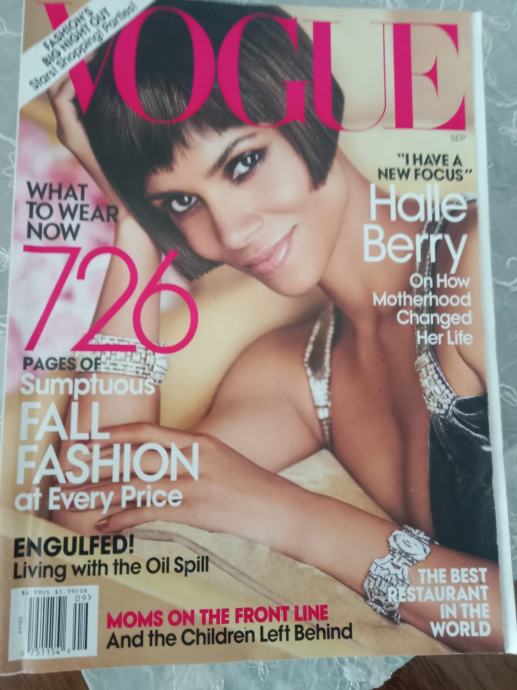 FASHION'S
BIG NIGHT OUT
Stars! Shopping! Parties!
VOGUE
SEP
"I HAVE A
NEW FOCUS"
Halle
Berry
On How
Motherhood
Changed
Her Life
WHAT
TO WEAR
NOW
726
PAGES OF
Sumptuous
FALL
FASHION
at Every Price
ENGULFED!
Living with the Oil Spill
THE BEST
RESTAURANT
IN THE
WORLD
MOMS ON THE FRONT LINE
And the Children Left Behind
09>